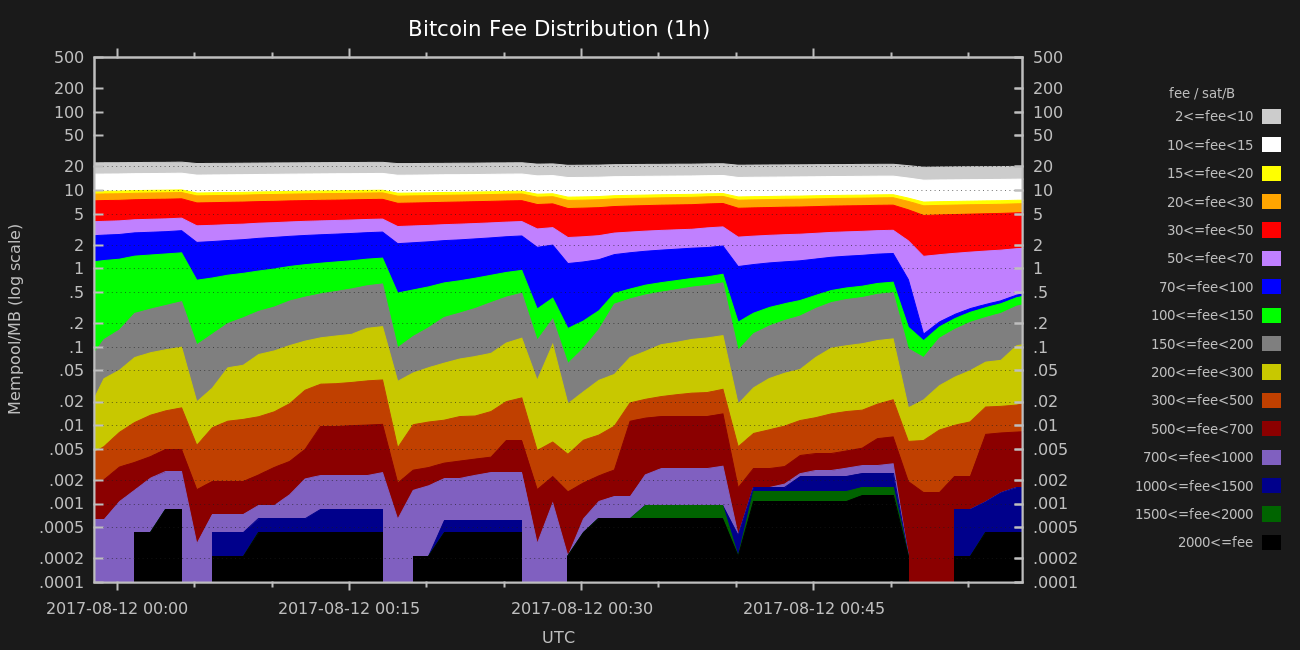 Bitcoin Fee Distribution (1h)
Mempool/MB (log scale)
500
200
100
50
20
10
5
2
1
.5
.2
.1
.05
.02
.01
.005
.002
.001
.0005
.0002
.0001
500
200
100
50
20
10
5
2
1
.5
.2
.1
.05
.02
.01
.005
.002
.001
.0005
.0002
.0001
2017-08-12 00:00 2017-08-12 00:15 2017-08-12 00:30 2017-08-12 00:45
UTC
fee / sat/B
2<=fee<10
10<=fee<15
15<=fee<20
20<=fee<30
30<=fee<50
50<=fee<70
70<=fee<100
100<=fee<150
150<=fee<200
200<=fee<300
300<=fee<500
500<=fee<700
700<=fee<1000
1000<=fee<1500
1500<=fee<2000
2000<=fee